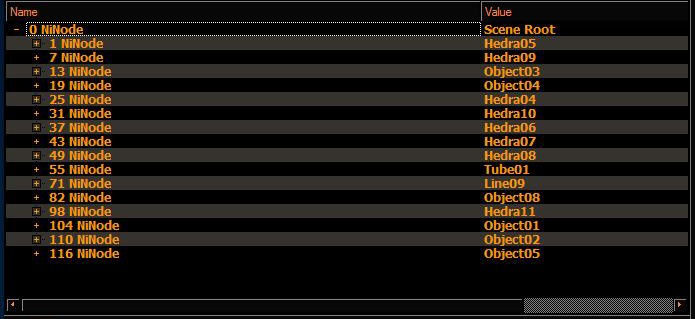 Name Value
0 NiNode Scene Root
1 NiNode Hedra05
7 NiNode Hedra09
13 NiNode Object03
19 NiNode Object04
25 NiNode Hedra04
31 NiNode Hedra10
37 NiNode Hedra06
43 NiNode Hedra07
49 NiNode Hedra08
55 NiNode Tube01
71 NiNode Line09
82 NiNode Object08
98 NiNode Hedra11
104 NiNode Object01
110 NiNode Object02
116 NiNode Object05